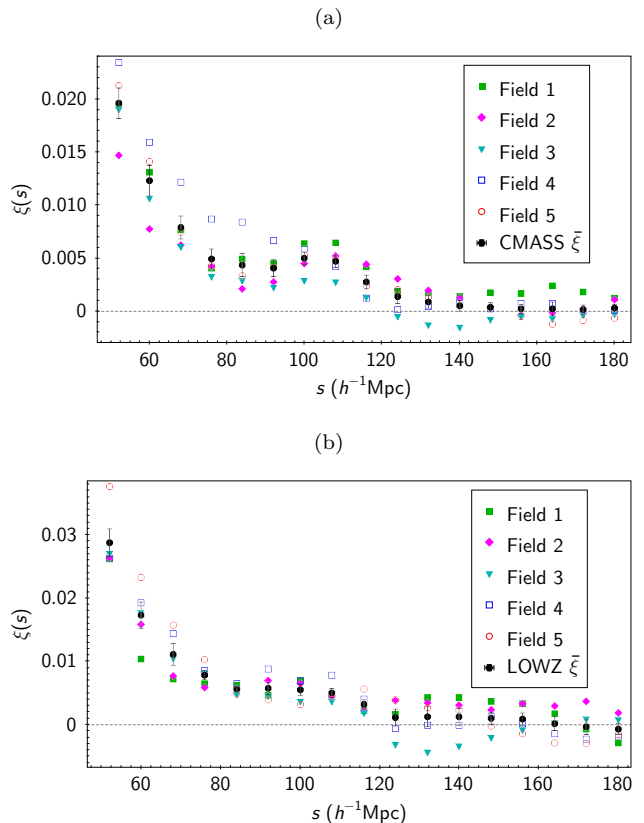 (a)
0.020
0.015
0.010
0.005
0
ξ(s)
Field 1
Field 2
Field 3
Field 4
Field 5
CMASS ξ̄
60 80 100 120 140 160 180
s (h⁻¹Mpc)
(b)
0.03
0.02
0.01
0
ξ(s)
Field 1
Field 2
Field 3
Field 4
Field 5
LOWZ ξ̄
60 80 100 120 140 160 180
s (h⁻¹Mpc)